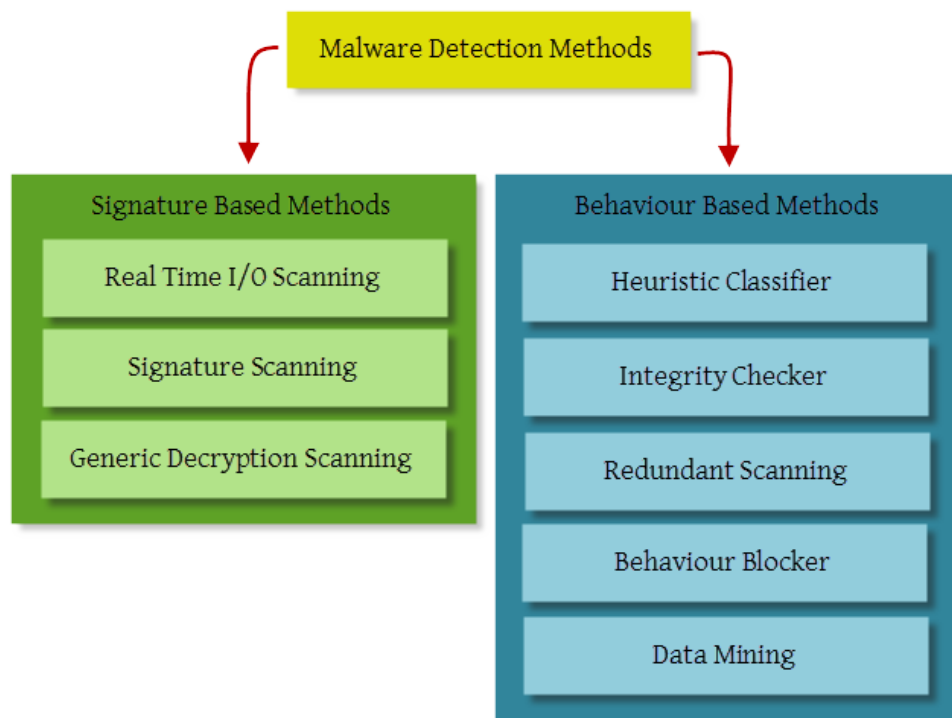 Malware Detection Methods
Signature Based Methods
Real Time I/O Scanning
Signature Scanning
Generic Decryption Scanning
Behaviour Based Methods
Heuristic Classifier
Integrity Checker
Redundant Scanning
Behaviour Blocker
Data Mining